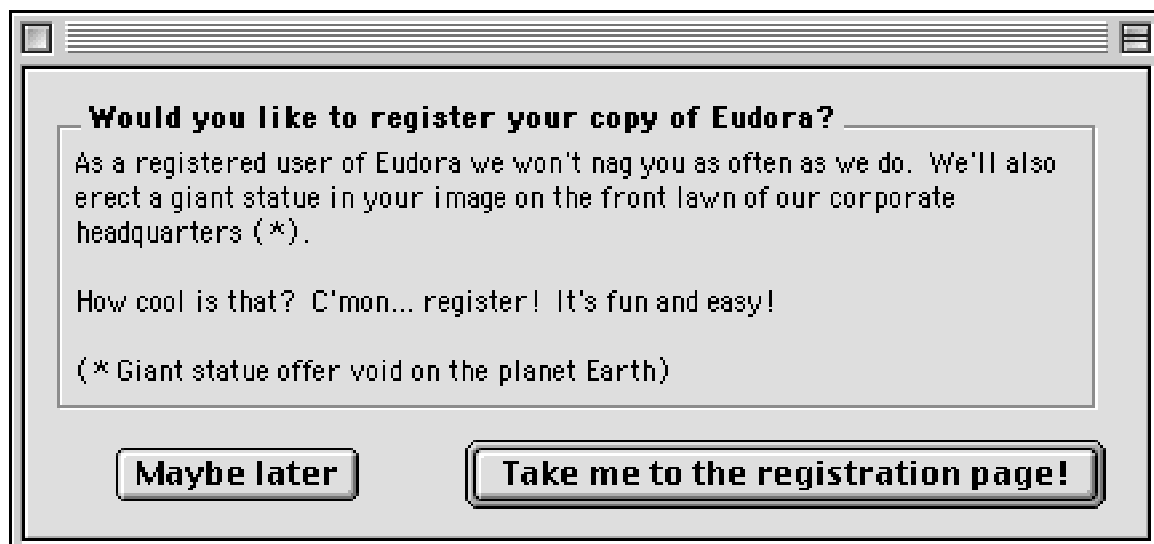 Would you like to register your copy of Eudora?
As a registered user of Eudora we won't nag you as often as we do.  We'll also
erect a giant statue in your image on the front lawn of our corporate
headquarters (*).
How cool is that?  C'mon... register!  It's fun and easy!
(* Giant statue offer void on the planet Earth)
Maybe later
Take me to the registration page!